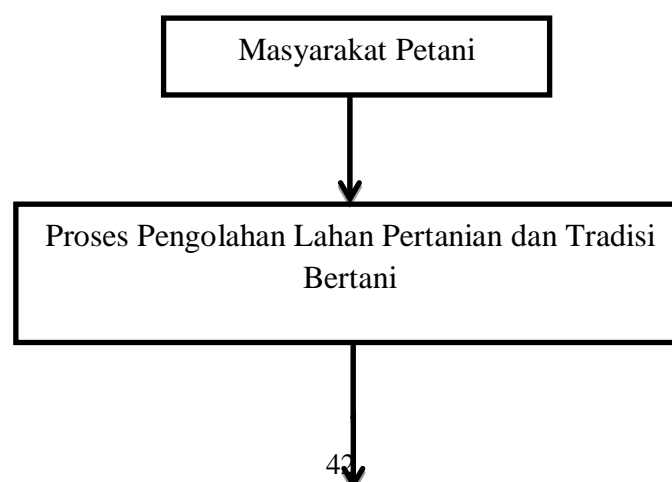 Masyarakat Petani
Proses Pengolahan Lahan Pertanian dan Tradisi
Bertani
42